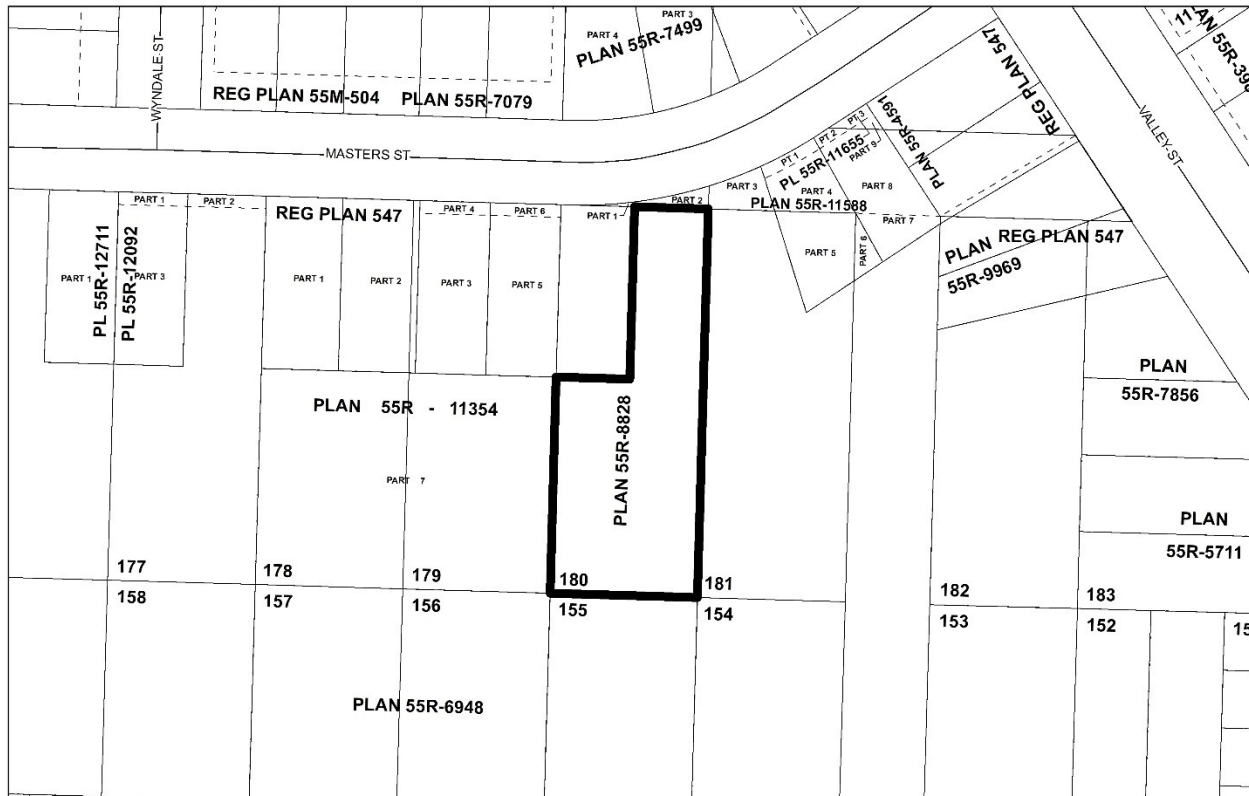 PART 3
PART 4
PLAN 55R-7499
WYNDALE ST
REG PLAN 55M-504 PLAN 55R-7079
REG PLAN 547
PLAN 55R-398
11
VALLEY ST
MASTERS ST
PT 1
PT 2
PT 3
PL 55R-11655
PART 9
PLAN 55R-4591
PART 1
PART 2
REG PLAN 547
PART 4
PART 6
PART 1
PART 2
PART 3
PART 4
PART 8
PLAN 55R-11588
PART 7
PL 55R-12711
PL 55R-12092
PART 1
PART 3
PART 1
PART 2
PART 3
PART 5
PART 5
PART 6
PLAN
REG PLAN 547
55R-9969
PLAN
55R-7856
PLAN 55R - 11354
PLAN 55R-8828
PART 7
PLAN
55R-5711
177
178
179
180
181
182
183
158
157
156
155
154
153
152
15
PLAN 55R-6948